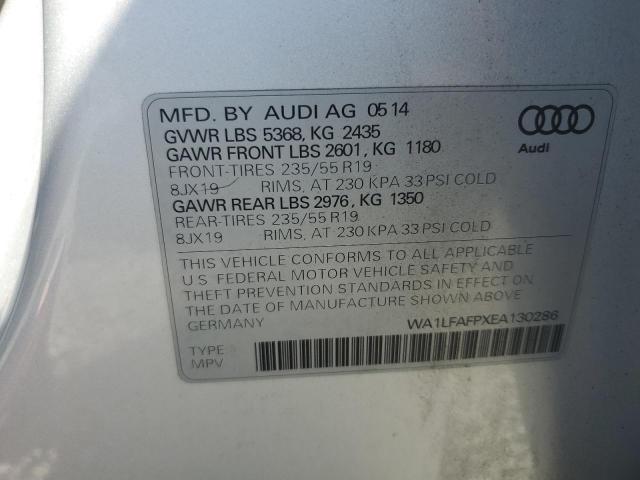 MFD. BY AUDI AG 05 14
GVWR LBS 5368, KG 2435
GAWR FRONT LBS 2601, KG 1180
FRONT-TIRES 235/55 R19
8JX19 RIMS, AT 230 KPA 33 PSI COLD
GAWR REAR LBS 2976, KG 1350
REAR-TIRES 235/55 R19
8JX19 RIMS, AT 230 KPA 33 PSI COLD
THIS VEHICLE CONFORMS TO ALL APPLICABLE
U S FEDERAL MOTOR VEHICLE SAFETY AND
THEFT PREVENTION STANDARDS IN EFFECT ON
THE DATE OF MANUFACTURE SHOWN ABOVE
GERMANY
WA1LFAFPXEA130286
TYPE
MPV
Audi